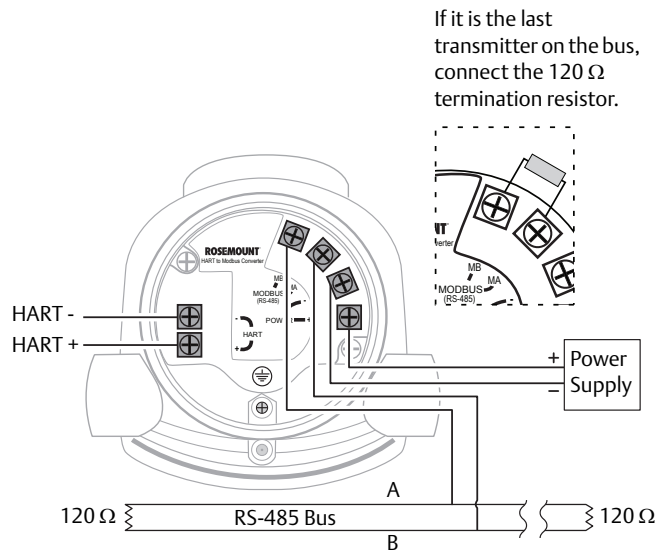 If it is the last
transmitter on the bus,
connect the 120 Ω
termination resistor.
ROSEMOUNT
HART to Modbus Converter
MB
MA
MODBUS
(RS-485)
-
POWER
+
-
HART
+
HART -
HART +
MB
MA
MODBUS
(RS-485)
-
+ Power
– Supply
A
120 Ω
RS-485 Bus
120 Ω
B